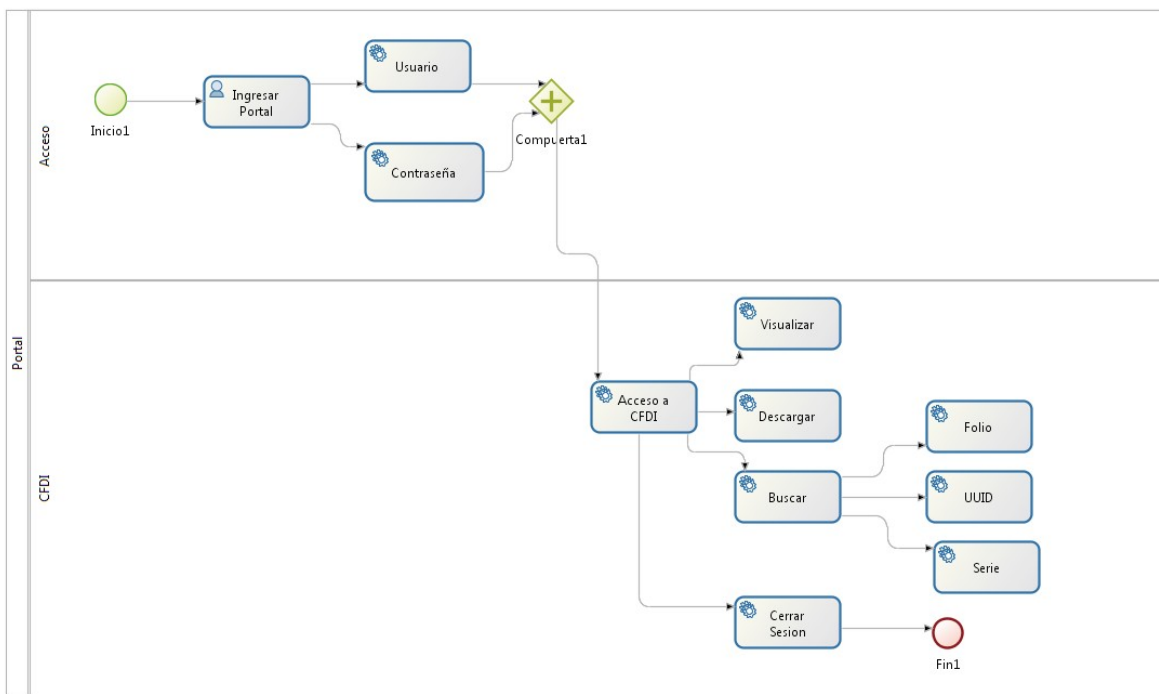 Portal
Acceso
Inicio1
Ingresar
Portal
Usuario
Contraseña
Compuerta1
CFDI
Acceso a
CFDI
Visualizar
Descargar
Buscar
Folio
UUID
Serie
Cerrar
Sesion
Fin1